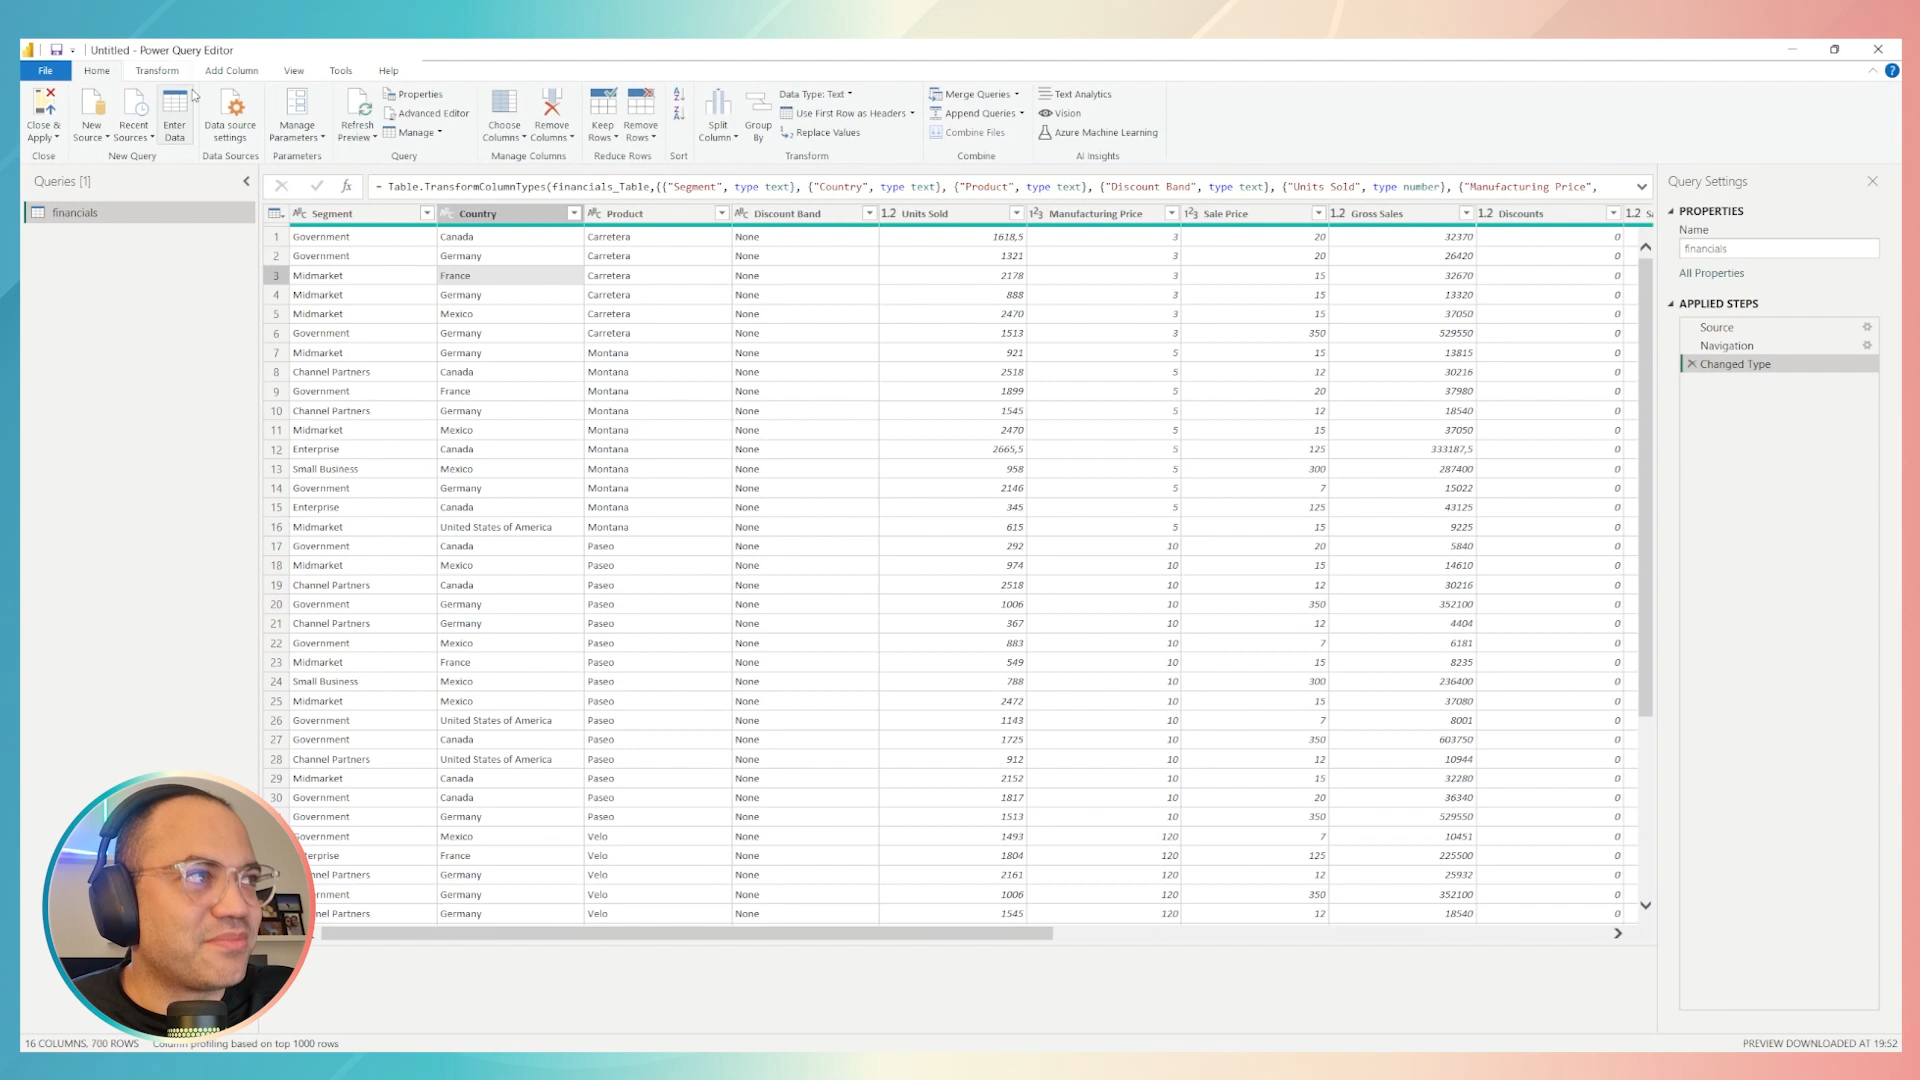 Untitled - Power Query Editor
File Home Transform Add Column View Tools Help
Close & Apply
New Source
Recent Sources
Enter Data
Data source settings
Manage Parameters
Refresh Preview
Properties
Advanced Editor
Manage
Choose Columns
Remove Columns
Keep Rows
Remove Rows
Split Column
Group By
Data Type: Text
Use First Row as Headers
Replace Values
Merge Queries
Append Queries
Combine Files
Text Analytics
Vision
Azure Machine Learning
Close New Query Data Sources Parameters Query Manage Columns Reduce Rows Sort Transform Combine AI Insights
Queries [1]
financials
= Table.TransformColumnTypes(financials_Table,{{"Segment", type text}, {"Country", type text}, {"Product", type text}, {"Discount Band", type text}, {"Units Sold", type number}, {"Manufacturing Price",
Segment Country Product Discount Band 1.2 Units Sold 123 Manufacturing Price 123 Sale Price 1.2 Gross Sales 1.2 Discounts 1.2
1 Government Canada Carretera None 1618,5 3 20 32370 0
2 Government Germany Carretera None 1321 3 20 26420 0
3 Midmarket France Carretera None 2178 3 15 32670 0
4 Midmarket Germany Carretera None 888 3 15 13320 0
5 Midmarket Mexico Carretera None 2470 3 15 37050 0
6 Government Germany Carretera None 1513 3 350 529550 0
7 Midmarket Germany Montana None 921 5 15 13815 0
8 Channel Partners Canada Montana None 2518 5 12 30216 0
9 Government France Montana None 1899 5 20 37980 0
10 Channel Partners Germany Montana None 1545 5 12 18540 0
11 Midmarket Mexico Montana None 2470 5 15 37050 0
12 Enterprise Canada Montana None 2665,5 5 125 333187,5 0
13 Small Business Mexico Montana None 958 5 300 287400 0
14 Government Germany Montana None 2146 5 7 15022 0
15 Enterprise Canada Montana None 345 5 125 43125 0
16 Midmarket United States of America Montana None 615 5 15 9225 0
17 Government Canada Paseo None 292 10 20 5840 0
18 Midmarket Mexico Paseo None 974 10 15 14610 0
19 Channel Partners Canada Paseo None 2518 10 12 30216 0
20 Government Germany Paseo None 1006 10 350 352100 0
21 Channel Partners Germany Paseo None 367 10 12 4404 0
22 Government Mexico Paseo None 883 10 7 6181 0
23 Midmarket France Paseo None 549 10 15 8235 0
24 Small Business Mexico Paseo None 788 10 300 236400 0
25 Midmarket Mexico Paseo None 2472 10 15 37080 0
26 Government United States of America Paseo None 1143 10 7 8001 0
27 Government Canada Paseo None 1725 10 350 603750 0
28 Channel Partners United States of America Paseo None 912 10 12 10944 0
29 Midmarket Canada Paseo None 2152 10 15 32280 0
30 Government Canada Paseo None 1817 10 20 36340 0
Government Germany Paseo None 1513 10 350 529550 0
overnment Mexico Velo None 1493 120 7 10451 0
erprise France Velo None 1804 120 125 225500 0
nnel Partners Germany Velo None 2161 120 12 25932 0
rnment Germany Velo None 1006 120 350 352100 0
nel Partners Germany Velo None 1545 120 12 18540 0
Query Settings
PROPERTIES
Name
financials
All Properties
APPLIED STEPS
Source
Navigation
Changed Type
16 COLUMNS, 700 ROWS Column profiling based on top 1000 rows
PREVIEW DOWNLOADED AT 19:52